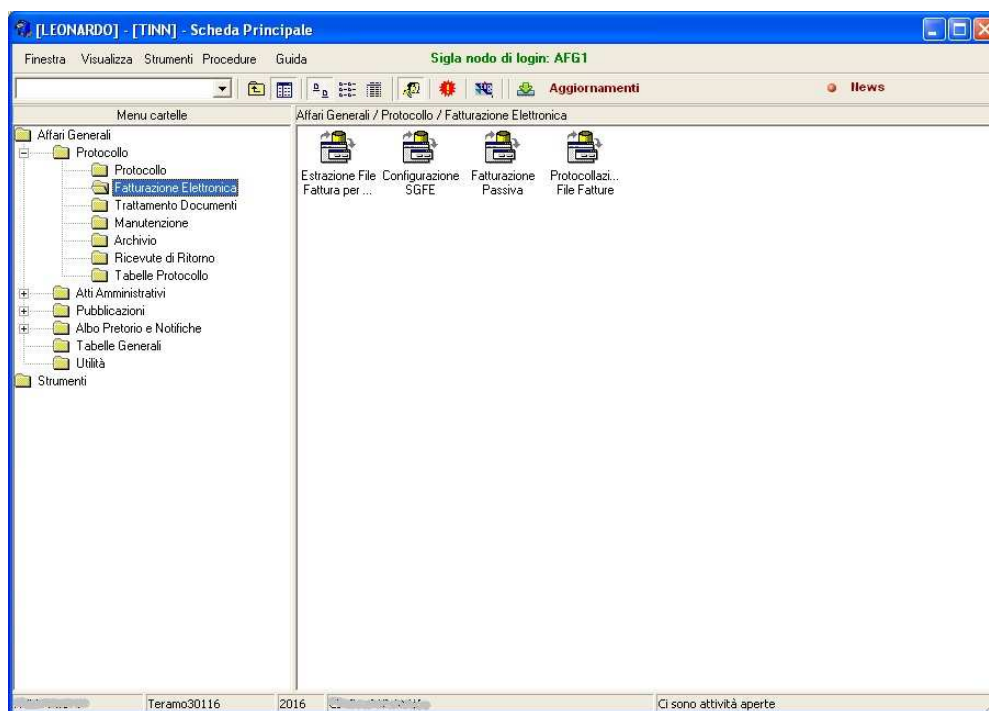 [LEONARDO] - [TINN] - Scheda Principale
Finestra Visualizza Strumenti Procedure Guida Sigla nodo di login: AFG1
Aggiornamenti News
Menu cartelle
Affari Generali / Protocollo / Fatturazione Elettronica
Affari Generali
Protocollo
Protocollo
Fatturazione Elettronica
Trattamento Documenti
Manutenzione
Archivio
Ricevute di Ritorno
Tabelle Protocollo
Atti Amministrativi
Pubblicazioni
Albo Pretorio e Notifiche
Tabelle Generali
Utilità
Strumenti
Estrazione File
Fattura per ...
Configurazione
SGFE
Fatturazione
Passiva
Protocollazi...
File Fatture
Teramo30116 2016 Ci sono attività aperte